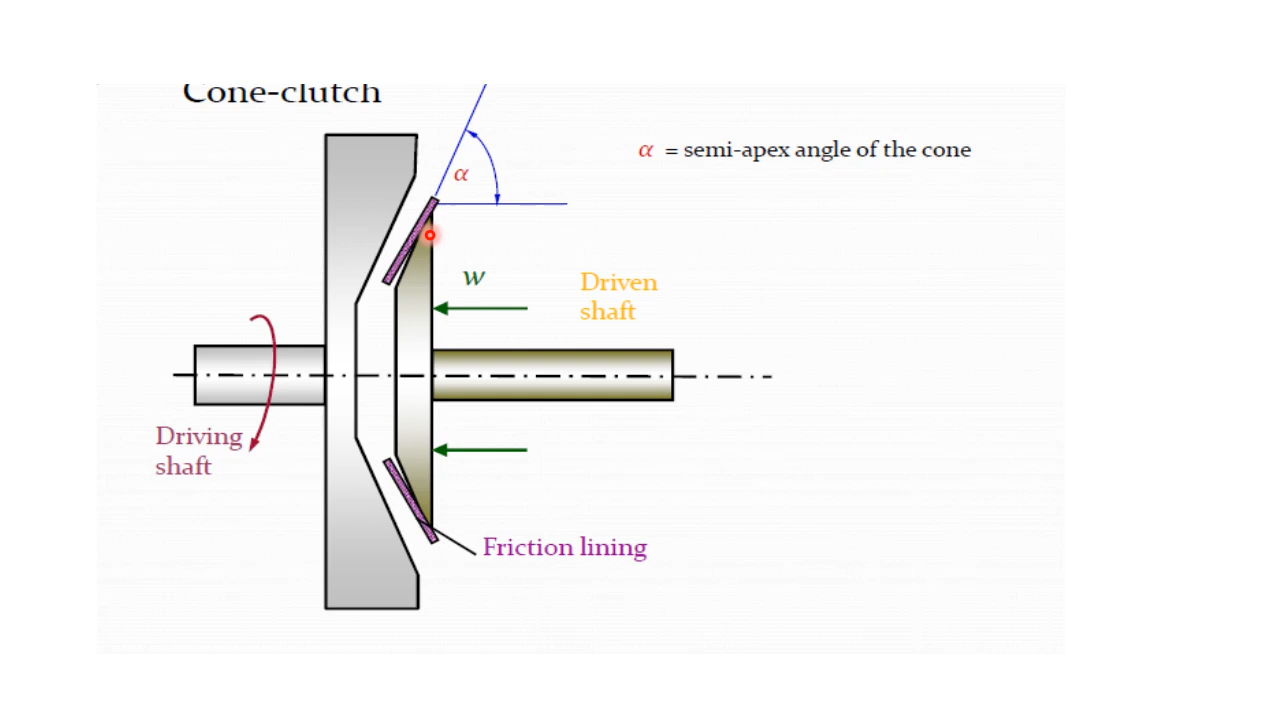 Cone-clutch
α = semi-apex angle of the cone
α
w
Driven
shaft
Driving
shaft
Friction lining